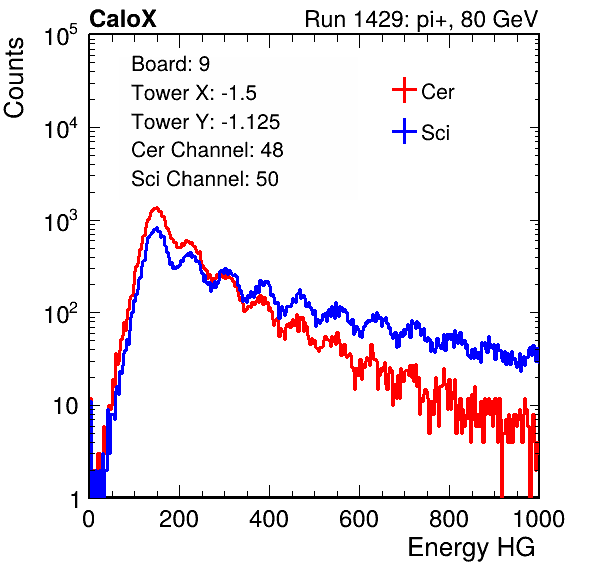 CaloX Run 1429: pi+, 80 GeV
Counts
Board: 9
Tower X: -1.5
Tower Y: -1.125
Cer Channel: 48
Sci Channel: 50
Cer
Sci
10^5
10^4
10^3
10^2
10
1
0 200 400 600 800 1000
Energy HG